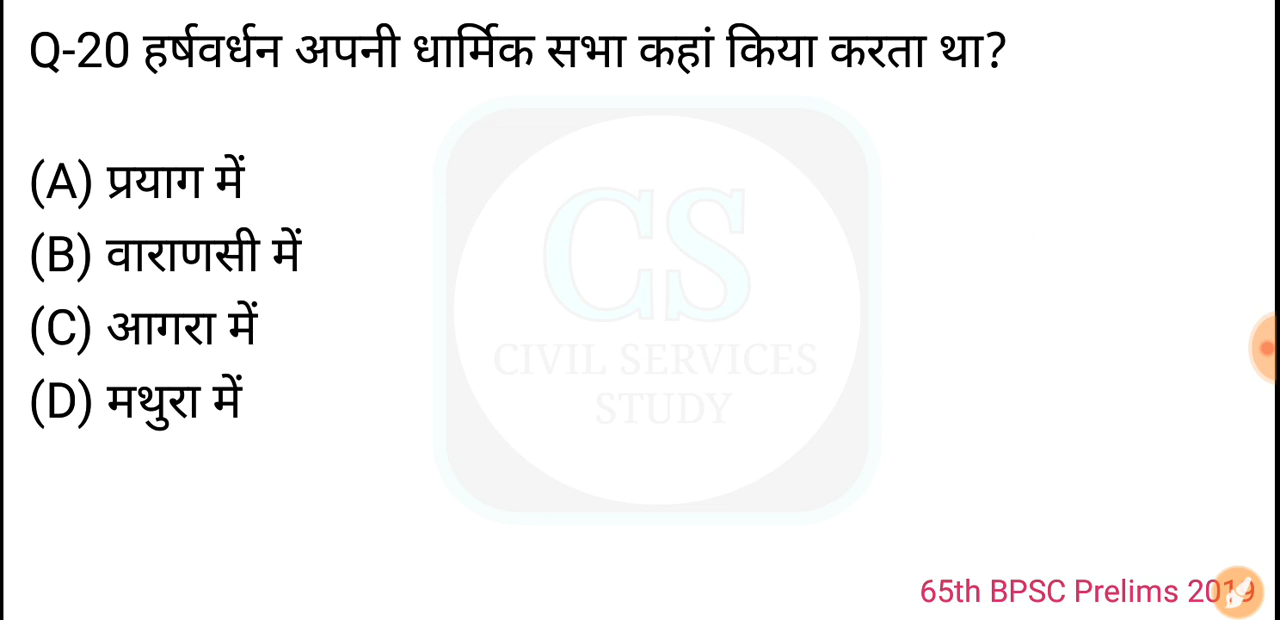 Q-20 हर्षवर्धन अपनी धार्मिक सभा कहां किया करता था?
(A) प्रयाग में
(B) वाराणसी में
(C) आगरा में
(D) मथुरा में
CS
CIVIL SERVICES
STUDY
65th BPSC Prelims 2019